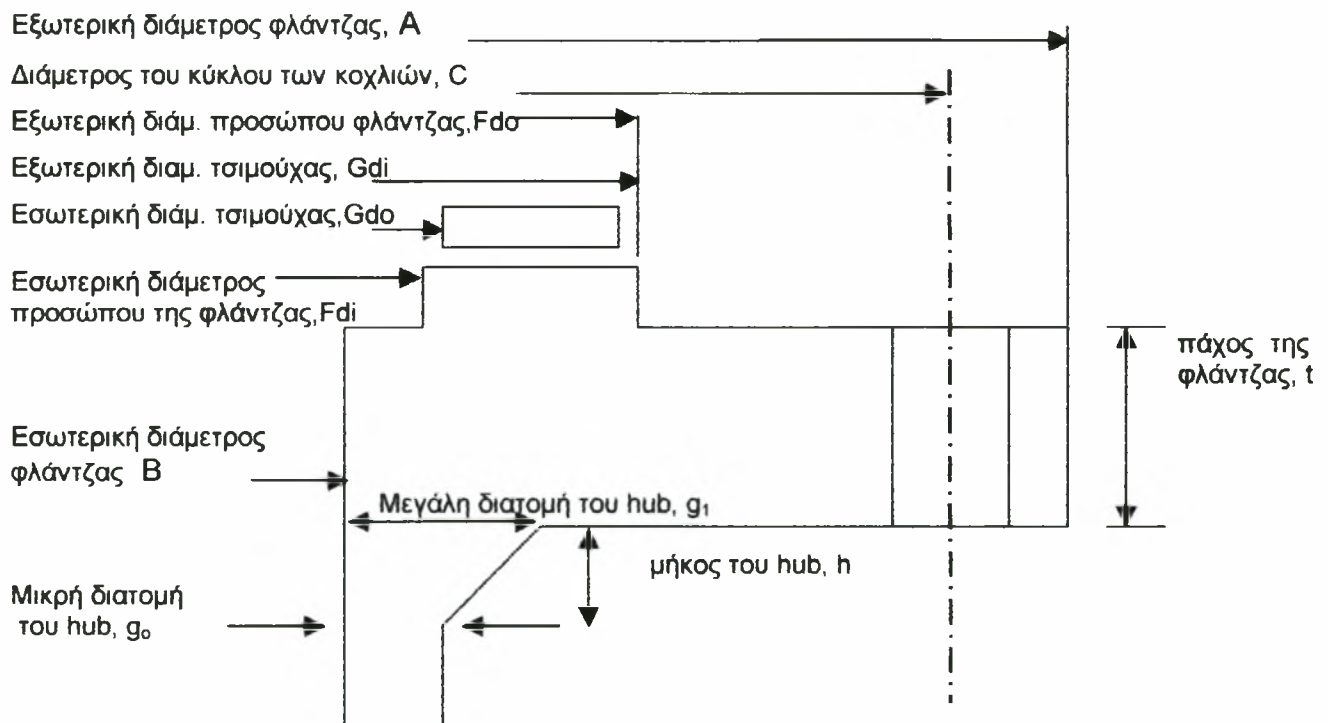 Εξωτερική διάμετρος φλάντζας, Α
Διάμετρος του κύκλου των κοχλιών, C
Εξωτερική διάμ. προσώπου φλάντζας,Fdo
Εξωτερική διαμ. τσιμούχας, Gdi
Εσωτερική διάμ. τσιμούχας,Gdo
Εσωτερική διάμετρος
προσώπου της φλάντζας,Fdi
πάχος της
φλάντζας, t
Εσωτερική διάμετρος
φλάντζας Β
Μεγάλη διατομή του hub, g₁
μήκος του hub, h
Μικρή διατομή
του hub, gₒ